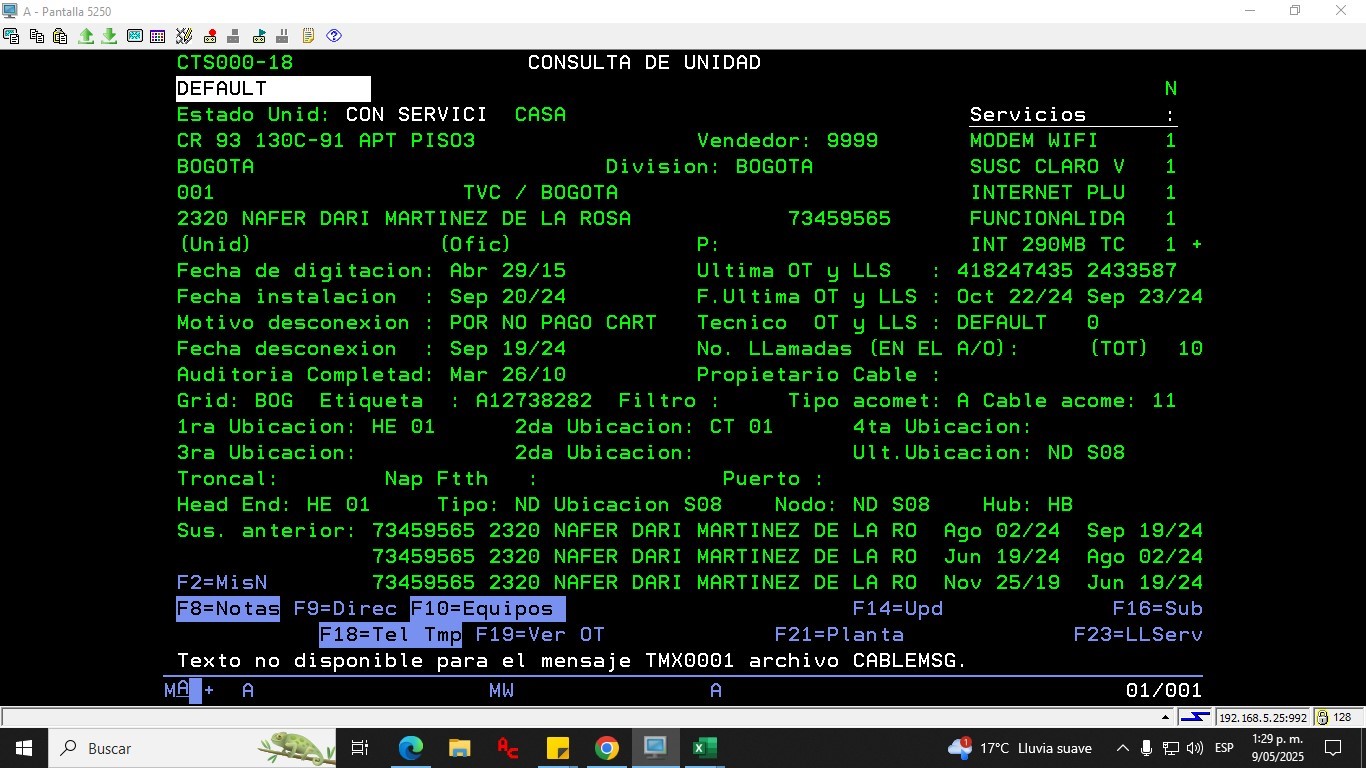 A - Pantalla 5250
CTS000-18 CONSULTA DE UNIDAD
DEFAULT N
Estado Unid: CON SERVICI CASA Servicios :
CR 93 130C-91 APT PISO3 Vendedor: 9999 MODEM WIFI 1
BOGOTA Division: BOGOTA SUSC CLARO V 1
001 TVC / BOGOTA INTERNET PLU 1
2320 NAFER DARI MARTINEZ DE LA ROSA 73459565 FUNCIONALIDA 1
(Unid) (Ofic) P: INT 290MB TC 1 +
Fecha de digitacion: Abr 29/15 Ultima OT y LLS : 418247435 2433587
Fecha instalacion : Sep 20/24 F.Ultima OT y LLS : Oct 22/24 Sep 23/24
Motivo desconexion : POR NO PAGO CART Tecnico OT y LLS : DEFAULT 0
Fecha desconexion : Sep 19/24 No. LLamadas (EN EL A/O): (TOT) 10
Auditoria Completad: Mar 26/10 Propietario Cable :
Grid: BOG Etiqueta : A12738282 Filtro : Tipo acomet: A Cable acome: 11
1ra Ubicacion: HE 01 2da Ubicacion: CT 01 4ta Ubicacion:
3ra Ubicacion: 2da Ubicacion: Ult.Ubicacion: ND S08
Troncal: Nap Ftth : Puerto :
Head End: HE 01 Tipo: ND Ubicacion S08 Nodo: ND S08 Hub: HB
Sus. anterior: 73459565 2320 NAFER DARI MARTINEZ DE LA RO Ago 02/24 Sep 19/24
73459565 2320 NAFER DARI MARTINEZ DE LA RO Jun 19/24 Ago 02/24
F2=MisN 73459565 2320 NAFER DARI MARTINEZ DE LA RO Nov 25/19 Jun 19/24
F8=Notas F9=Direc F10=Equipos F14=Upd F16=Sub
F18=Tel Tmp F19=Ver OT F21=Planta F23=LLServ
Texto no disponible para el mensaje TMX0001 archivo CABLEMSG.
MA + A MW A 01/001
192.168.5.25:992 128
Buscar 17°C Lluvia suave ESP 1:29 p. m.
9/05/2025